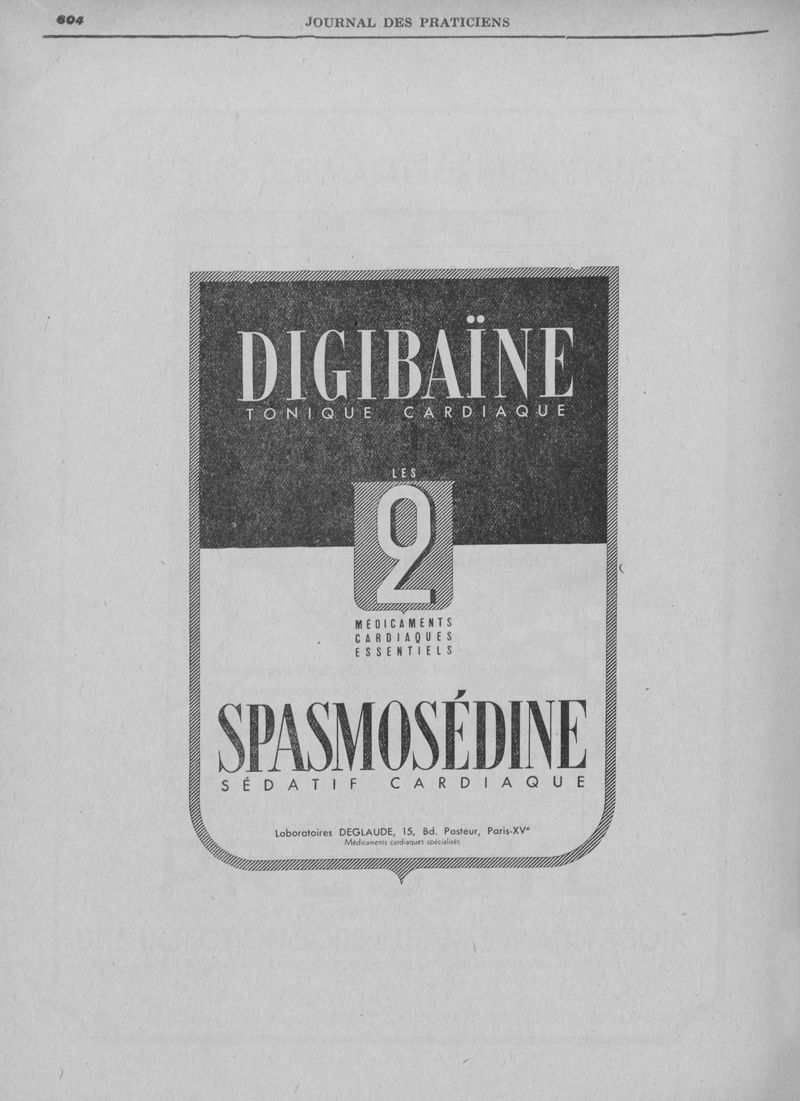 604
JOURNAL DES PRATICIENS
DIGIBAÏNE
TONIQUE CARDIAQUE
LES
2
MÉDICAMENTS
CARDIAQUES
ESSENTIELS
SPASMOSÉDINE
SÉDATIF CARDIAQUE
Laboratoires DEGLAUDE, 15, Bd. Pasteur, Paris-XVe
Médicaments cardiaques spécialisés